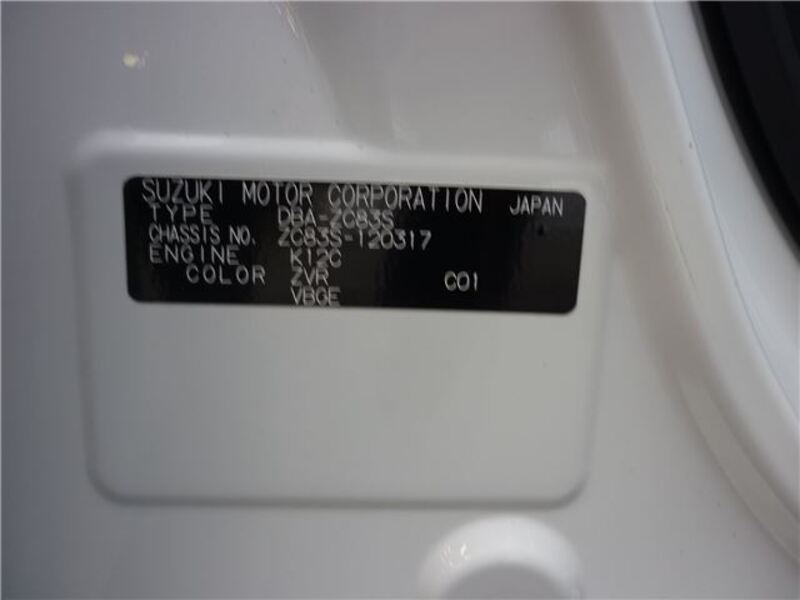 SUZUKI MOTOR CORPORATION JAPAN
TYPE DBA-ZC83S
CHASSIS NO. ZC83S-120317
ENGINE K12C
COLOR ZVR C01
VBGE